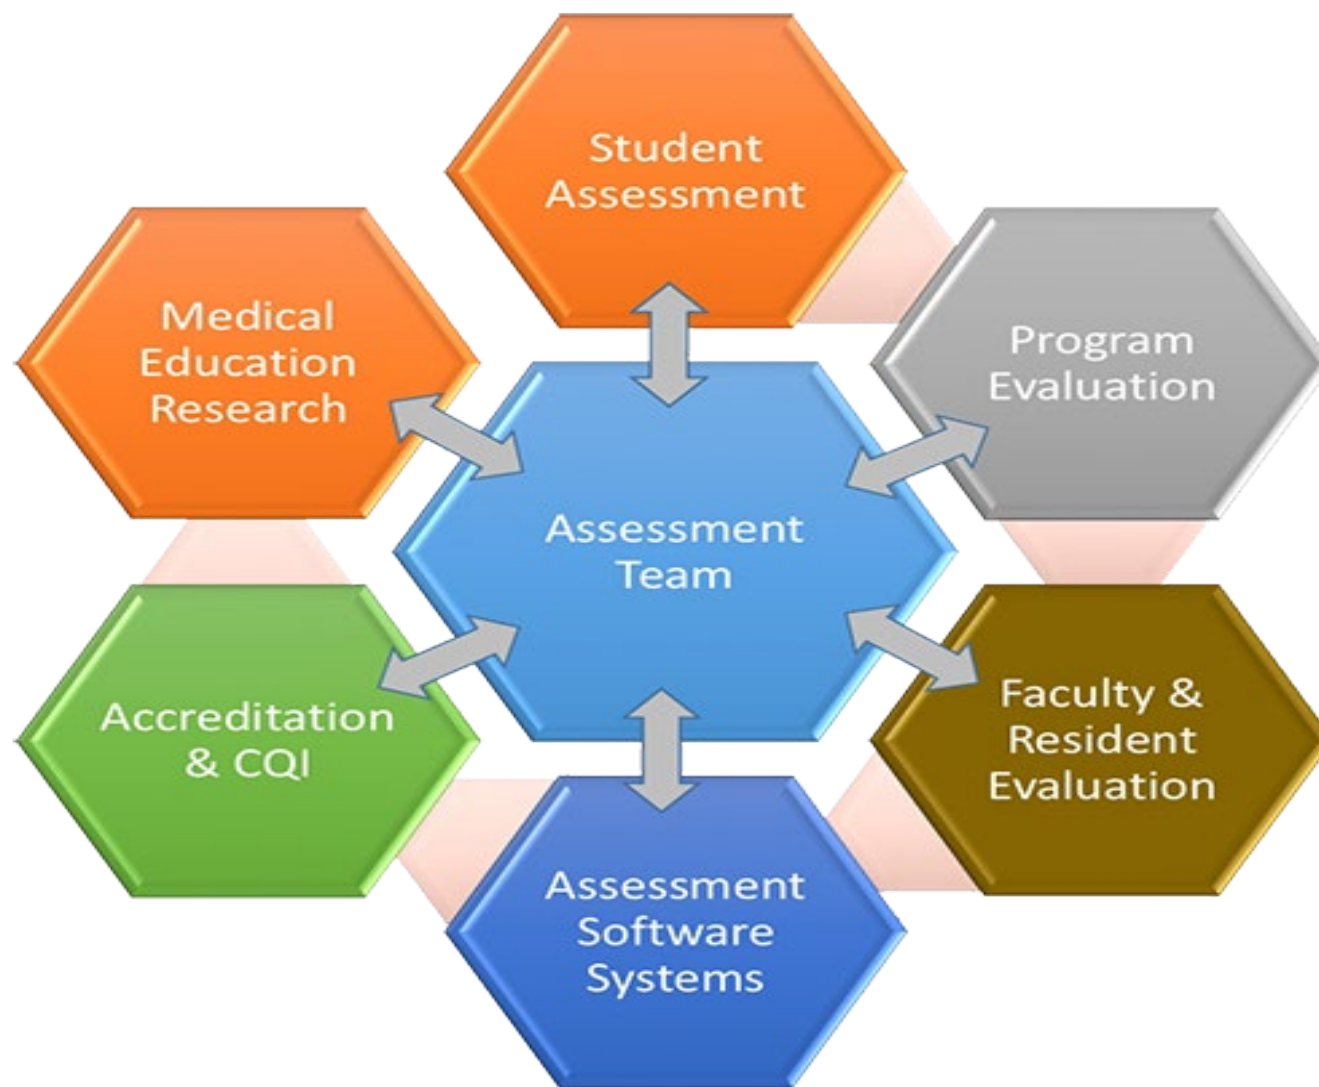 Student
Assessment
Program
Evaluation
Medical
Education
Research
Assessment
Team
Faculty &
Resident
Evaluation
Accreditation
& CQI
Assessment
Software
Systems